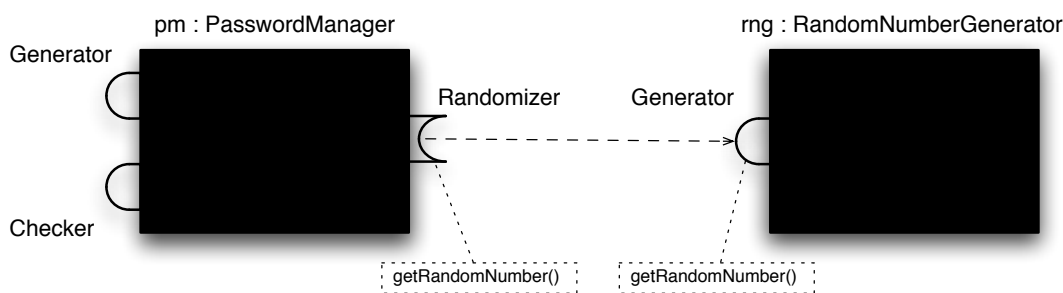 pm : PasswordManager
rng : RandomNumberGenerator
Generator
Randomizer
Generator
Checker
getRandomNumber()
getRandomNumber()